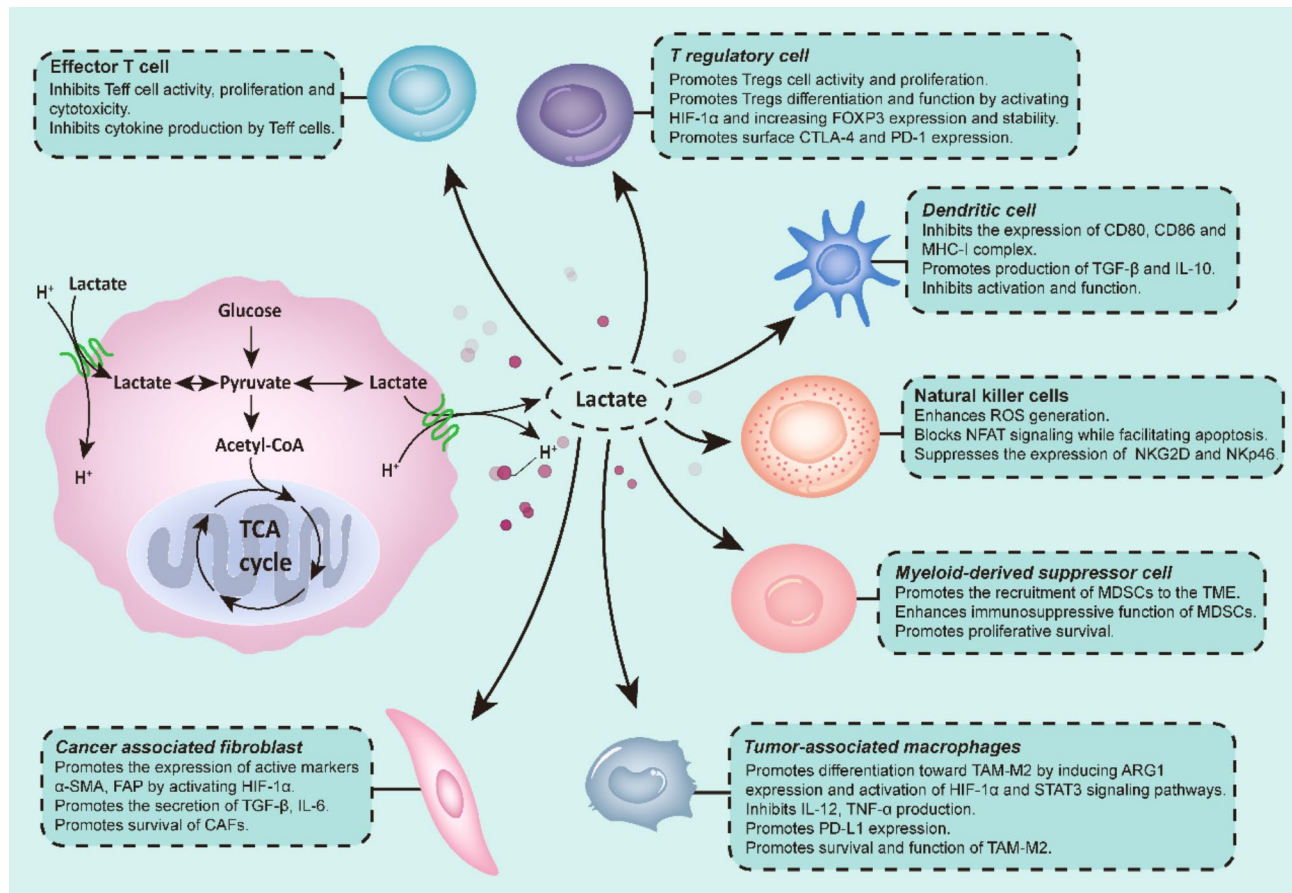 Effector T cell
Inhibits Teff cell activity, proliferation and
cytotoxicity.
Inhibits cytokine production by Teff cells.
T regulatory cell
Promotes Tregs cell activity and proliferation.
Promotes Tregs differentiation and function by activating
HIF-1α and increasing FOXP3 expression and stability.
Promotes surface CTLA-4 and PD-1 expression.
Dendritic cell
Inhibits the expression of CD80, CD86 and
MHC-I complex.
Promotes production of TGF-β and IL-10.
Inhibits activation and function.
Lactate
H⁺
Glucose
Lactate
Pyruvate
Lactate
Acetyl-CoA
H⁺
H⁺
TCA
cycle
Lactate
H⁺
Natural killer cells
Enhances ROS generation.
Blocks NFAT signaling while facilitating apoptosis.
Suppresses the expression of NKG2D and NKp46.
Myeloid-derived suppressor cell
Promotes the recruitment of MDSCs to the TME.
Enhances immunosuppressive function of MDSCs.
Promotes proliferative survival.
Cancer associated fibroblast
Promotes the expression of active markers
α-SMA, FAP by activating HIF-1α.
Promotes the secretion of TGF-β, IL-6.
Promotes survival of CAFs.
Tumor-associated macrophages
Promotes differentiation toward TAM-M2 by inducing ARG1
expression and activation of HIF-1α and STAT3 signaling pathways.
Inhibits IL-12, TNF-α production.
Promotes PD-L1 expression.
Promotes survival and function of TAM-M2.